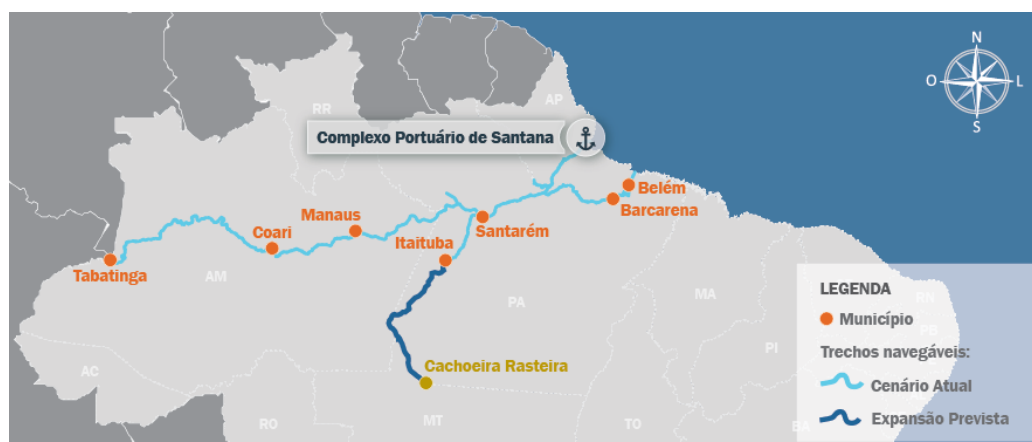 N
O
L
S
RR
AP
Complexo Portuário de Santana
Belém
Barcarena
Manaus
Santarém
Coari
Itaituba
Tabatinga
AM
PA
MA
PI
RN
PB
AC
Cachoeira Rasteira
RO
MT
TO
BA
AL
LEGENDA
Município
Trechos navegáveis:
Cenário Atual
Expansão Prevista